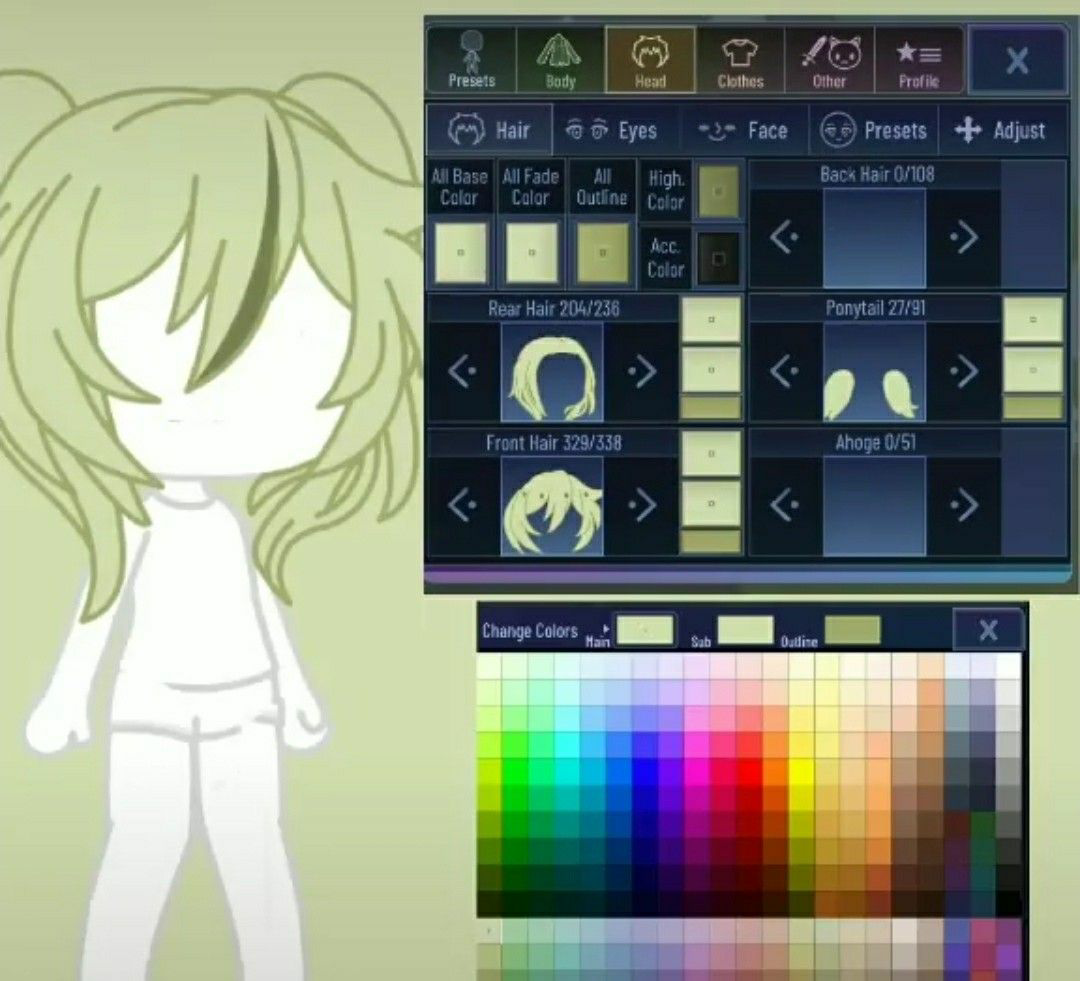 Presets Body Head Clothes Other Profile X
Hair Eyes Face Presets Adjust
All Base Color
All Fade Color
All Outline
High. Color
Acc. Color
Back Hair 0/108
Rear Hair 204/236
Ponytail 27/91
Front Hair 329/338
Ahoge 0/51
Change Colors Main Sub Outline X